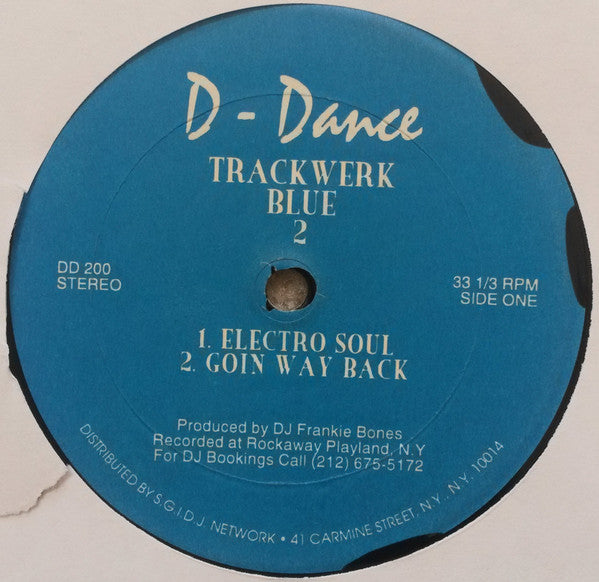 D - Dance
TRACKWERK
BLUE
2
DD 200
STEREO
33 1/3 RPM
SIDE ONE
1. ELECTRO SOUL
2. GOIN WAY BACK
Produced by DJ Frankie Bones
Recorded at Rockaway Playland, N.Y
For DJ Bookings Call (212) 675-5172
DISTRIBUTED BY S.G.I.D.J. NETWORK • 41 CARMINE STREET, N.Y. N.Y. 10014